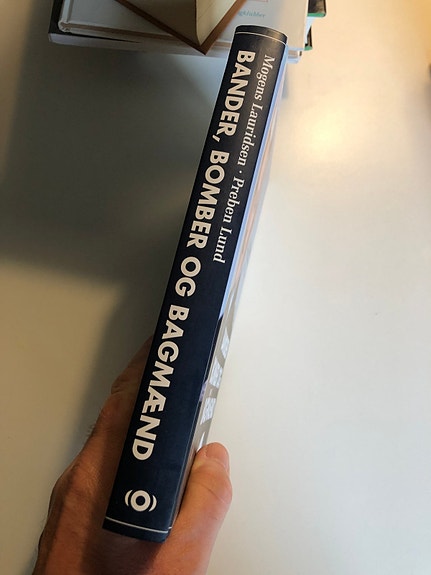 Mogens Lauridsen · Preben Lund
BANDER, BOMBER OG BAGMÆND